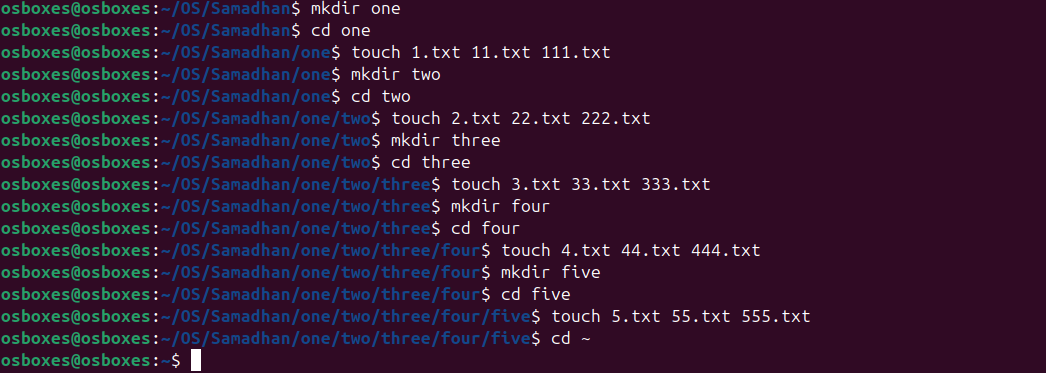 osboxes@osboxes:~/OS/Samadhan$ mkdir one
osboxes@osboxes:~/OS/Samadhan$ cd one
osboxes@osboxes:~/OS/Samadhan/one$ touch 1.txt 11.txt 111.txt
osboxes@osboxes:~/OS/Samadhan/one$ mkdir two
osboxes@osboxes:~/OS/Samadhan/one$ cd two
osboxes@osboxes:~/OS/Samadhan/one/two$ touch 2.txt 22.txt 222.txt
osboxes@osboxes:~/OS/Samadhan/one/two$ mkdir three
osboxes@osboxes:~/OS/Samadhan/one/two$ cd three
osboxes@osboxes:~/OS/Samadhan/one/two/three$ touch 3.txt 33.txt 333.txt
osboxes@osboxes:~/OS/Samadhan/one/two/three$ mkdir four
osboxes@osboxes:~/OS/Samadhan/one/two/three$ cd four
osboxes@osboxes:~/OS/Samadhan/one/two/three/four$ touch 4.txt 44.txt 444.txt
osboxes@osboxes:~/OS/Samadhan/one/two/three/four$ mkdir five
osboxes@osboxes:~/OS/Samadhan/one/two/three/four$ cd five
osboxes@osboxes:~/OS/Samadhan/one/two/three/four/five$ touch 5.txt 55.txt 555.txt
osboxes@osboxes:~/OS/Samadhan/one/two/three/four/five$ cd ~
osboxes@osboxes:~$